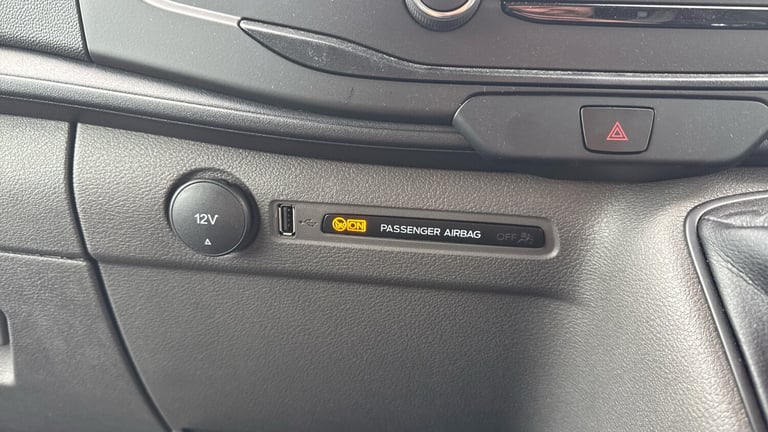 12V
ON PASSENGER AIRBAG OFF